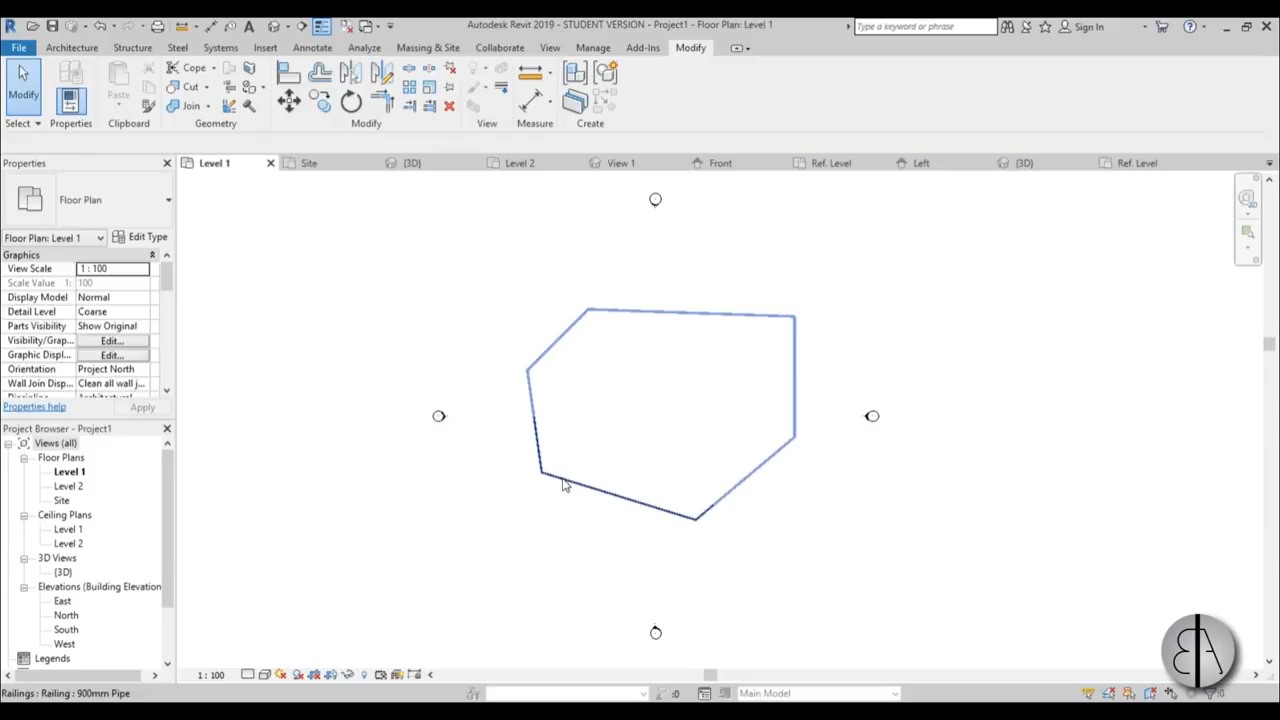 Autodesk Revit 2019 - STUDENT VERSION - Project1 - Floor Plan: Level 1
Type a keyword or phrase
Sign In
File Architecture Structure Steel Systems Insert Annotate Analyze Massing & Site Collaborate View Manage Add-Ins Modify
Modify
Paste
Cope
Cut
Join
Select Properties Clipboard Geometry Modify View Measure Create
Properties
Level 1 Site {3D} Level 2 View 1 Front Ref. Level Left {3D} Ref. Level
Floor Plan
Floor Plan: Level 1 Edit Type
Graphics
View Scale 1 : 100
Scale Value 1: 100
Display Model Normal
Detail Level Coarse
Parts Visibility Show Original
Visibility/Grap... Edit...
Graphic Displ... Edit...
Orientation Project North
Wall Join Disp... Clean all wall j...
Properties help Apply
Project Browser - Project1
Views (all)
Floor Plans
Level 1
Level 2
Site
Ceiling Plans
Level 1
Level 2
3D Views
{3D}
Elevations (Building Elevation
East
North
South
West
Legends
1 : 100
Railings : Railing : 900mm Pipe
:0
Main Model
:0